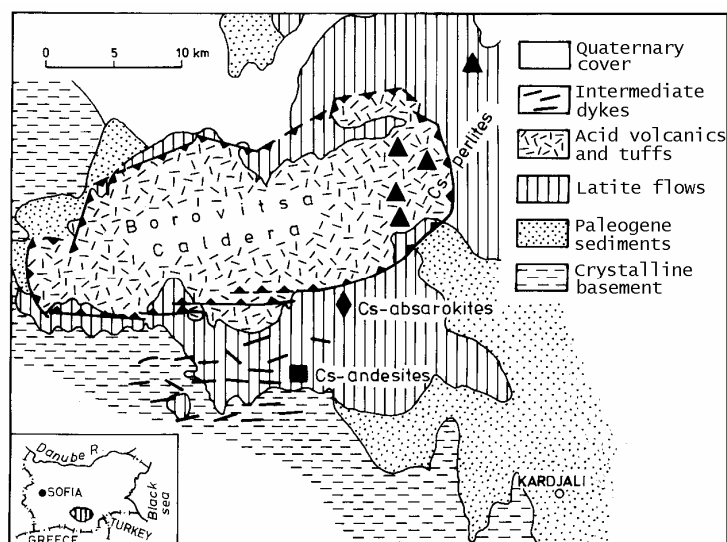 0 5 10 km
Quaternary
cover
Intermediate
dykes
Acid volcanics
and tuffs
Latite flows
Paleogene
sediments
Crystalline
basement
Cs-perlites
Borovitsa
Caldera
Cs-absarokites
Cs-andesites
KARDJALI
Danube R.
SOFIA
Black
sea
TURKEY
GREECE